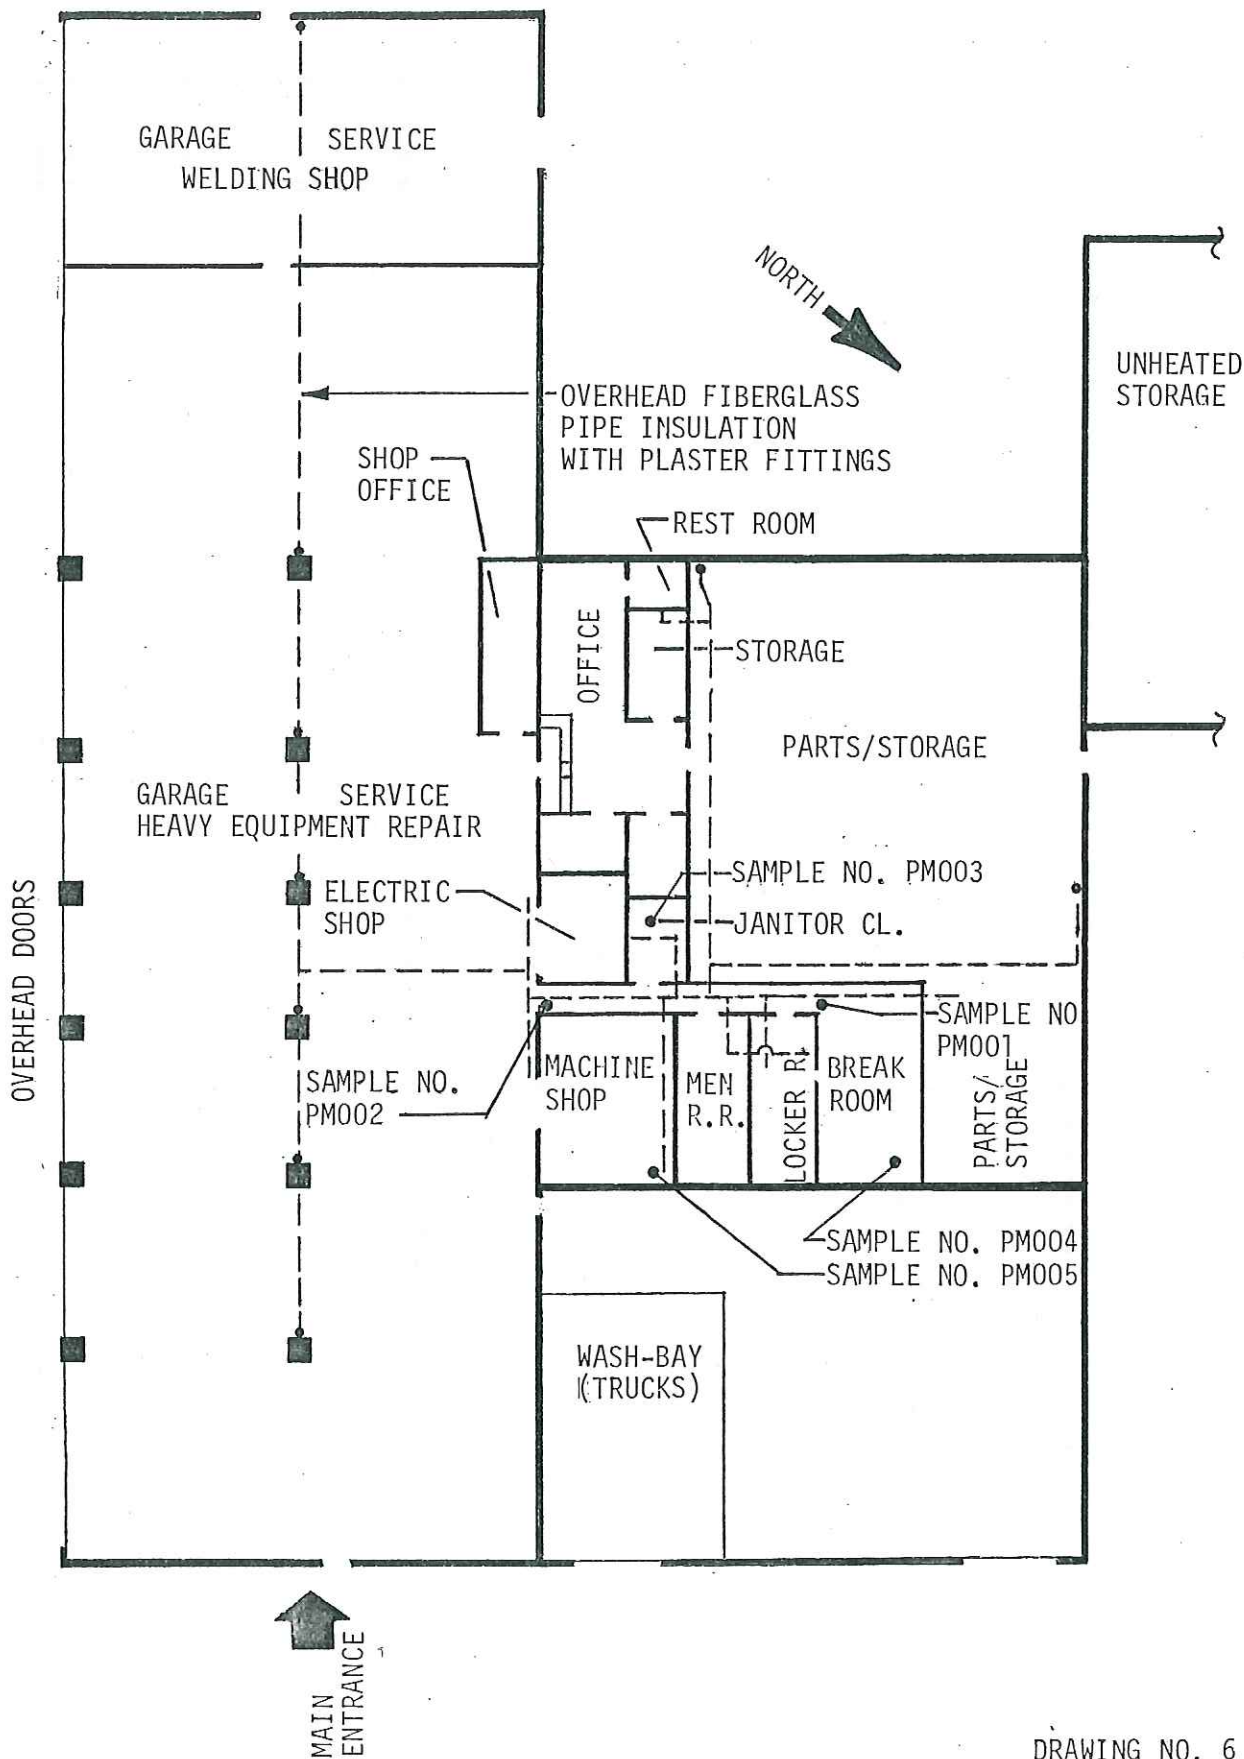 GARAGE SERVICE
WELDING SHOP
NORTH
UNHEATED
STORAGE
OVERHEAD FIBERGLASS
PIPE INSULATION
WITH PLASTER FITTINGS
SHOP
OFFICE
REST ROOM
OFFICE
STORAGE
PARTS/STORAGE
GARAGE SERVICE
HEAVY EQUIPMENT REPAIR
OVERHEAD DOORS
ELECTRIC
SHOP
SAMPLE NO. PM003
JANITOR CL.
SAMPLE NO
PM001
SAMPLE NO.
PM002
MACHINE
SHOP
MEN
R.R.
LOCKER R.
BREAK
ROOM
PARTS/
STORAGE
SAMPLE NO. PM004
SAMPLE NO. PM005
WASH-BAY
(TRUCKS)
MAIN
ENTRANCE
DRAWING NO. 6